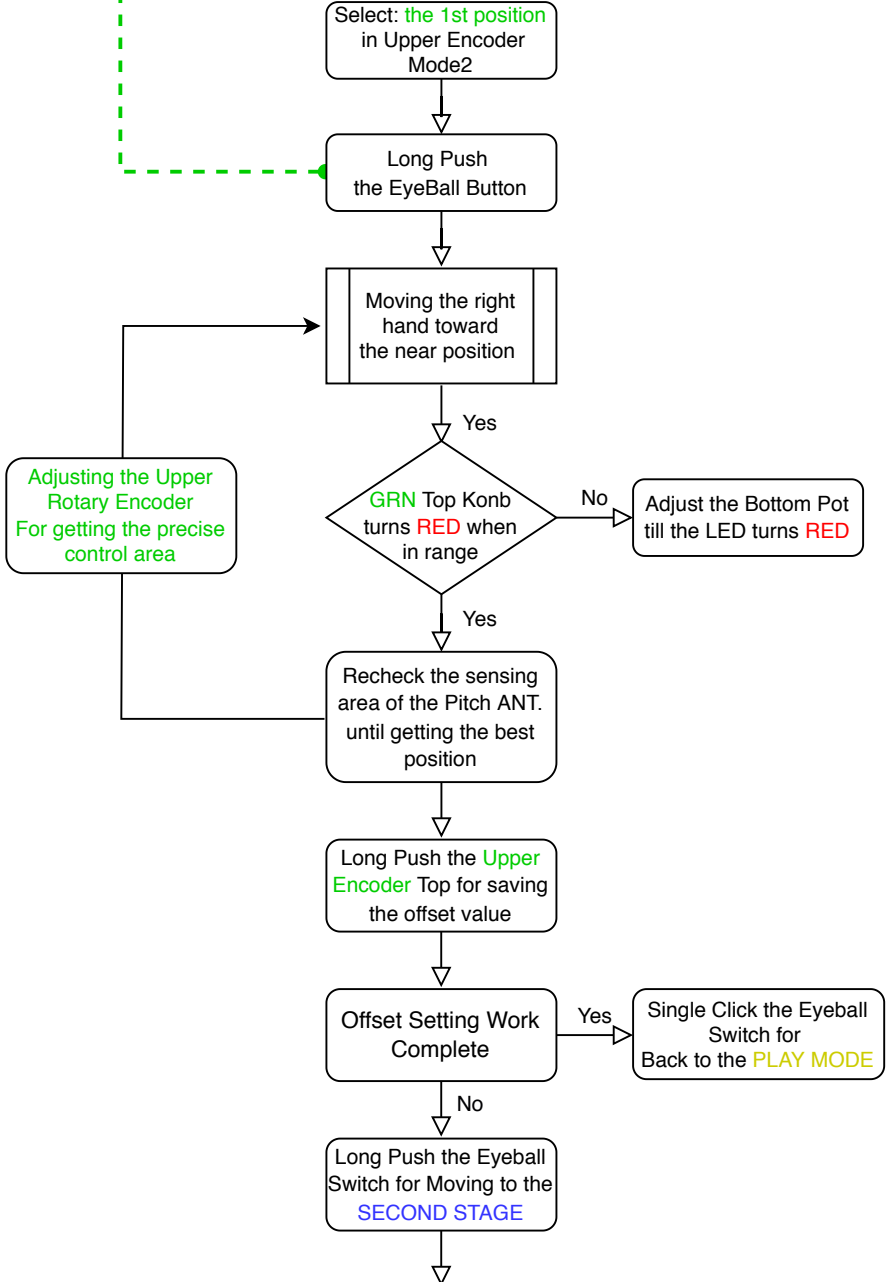 Select: the 1st position
in Upper Encoder
Mode2
Long Push
the EyeBall Button
Moving the right
hand toward
the near position
Yes
Adjusting the Upper
Rotary Encoder
For getting the precise
control area
GRN Top Konb
turns RED when
in range
No
Adjust the Bottom Pot
till the LED turns RED
Yes
Recheck the sensing
area of the Pitch ANT.
until getting the best
position
Long Push the Upper
Encoder Top for saving
the offset value
Offset Setting Work
Complete
Yes
Single Click the Eyeball
Switch for
Back to the PLAY MODE
No
Long Push the Eyeball
Switch for Moving to the
SECOND STAGE